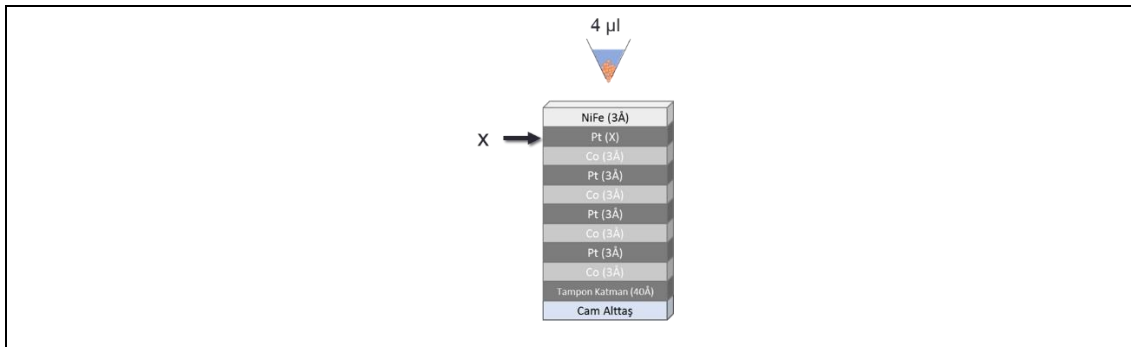 4 µl
NiFe (3Å)
X
Pt (X)
Co (3Å)
Pt (3Å)
Co (3Å)
Pt (3Å)
Co (3Å)
Pt (3Å)
Co (3Å)
Tampon Katman (40Å)
Cam Alttaş